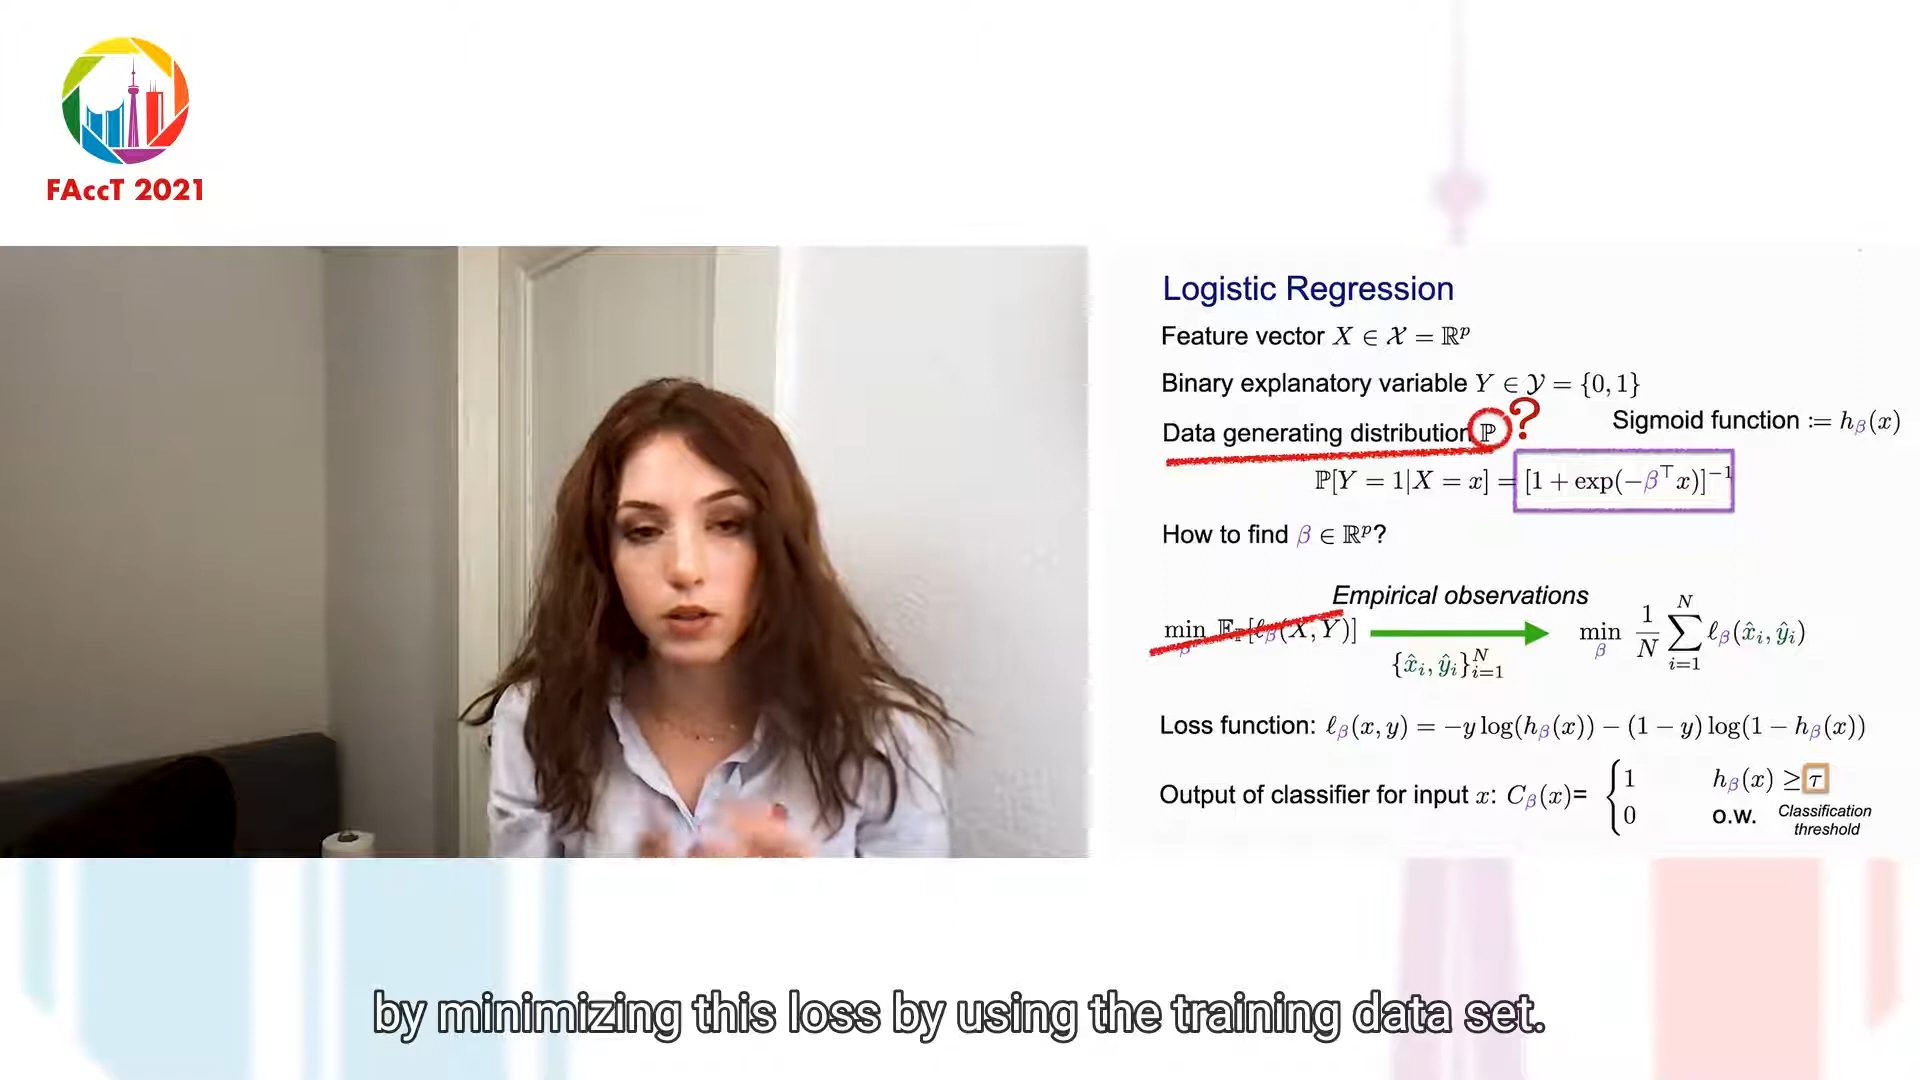 FAccT 2021
Logistic Regression
Feature vector X ∈ 𝒳 = ℝᵖ
Binary explanatory variable Y ∈ 𝒴 = {0, 1}
Data generating distribution ℙ ?
Sigmoid function := h_β(x)
ℙ[Y = 1|X = x] = [1 + exp(−β^⊤ x)]^−1
How to find β ∈ ℝᵖ?
Empirical observations
min_β 𝔼_ℙ[ℓ_β(X, Y)]
{x̂_i, ŷ_i}_{i=1}^N
min_β 1/N ∑_{i=1}^N ℓ_β(x̂_i, ŷ_i)
Loss function: ℓ_β(x, y) = −y log(h_β(x)) − (1 − y) log(1 − h_β(x))
Output of classifier for input x: C_β(x)= { 1 h_β(x) ≥ τ
0 o.w.
Classification
threshold
by minimizing this loss by using the training data set.